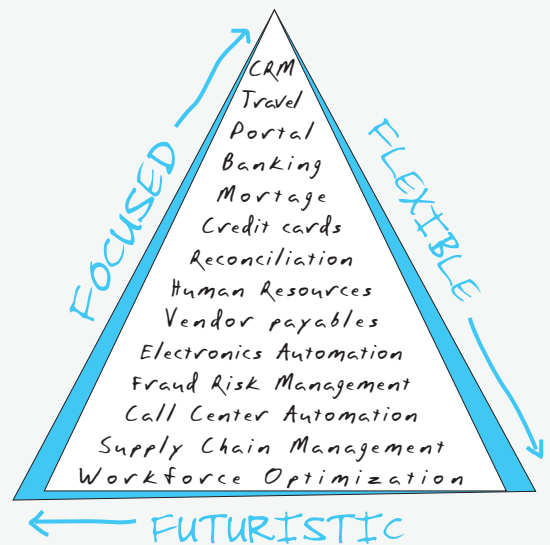 CRM
Travel
Portal
Banking
Mortage
Credit cards
Reconciliation
Human Resources
Vendor payables
Electronics Automation
Fraud Risk Management
Call Center Automation
Supply Chain Management
Workforce Optimization
FOCUSED
FLEXIBLE
FUTURISTIC